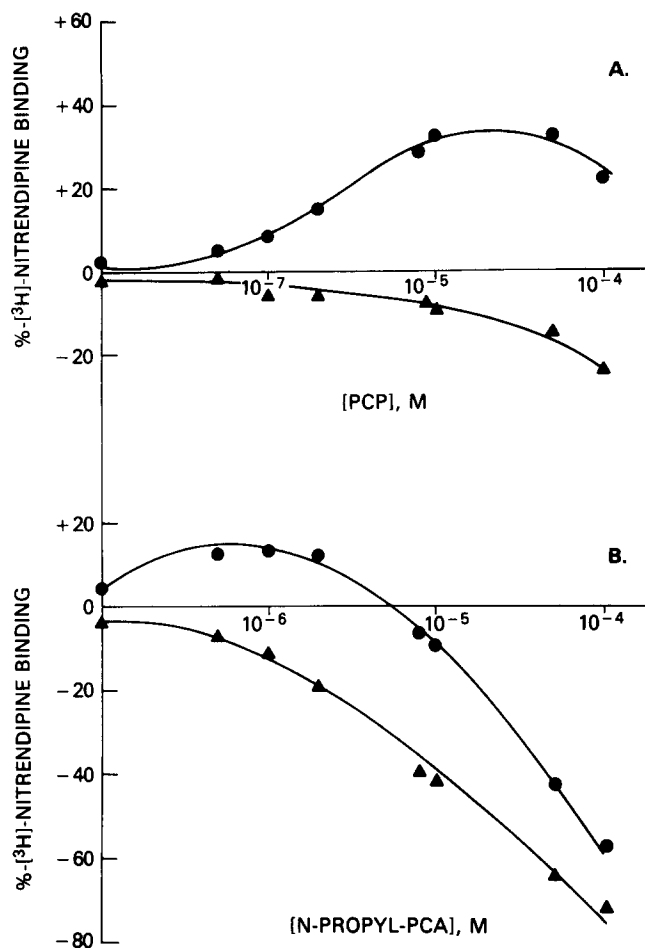 +60
+40
+20
0
-20
%-[³H]-NITRENDIPINE BINDING
A.
10⁻⁷
10⁻⁵
10⁻⁴
[PCP], M
+20
0
-20
-40
-60
-80
%-[³H]-NITRENDIPINE BINDING
B.
10⁻⁶
10⁻⁵
10⁻⁴
[N-PROPYL-PCA], M